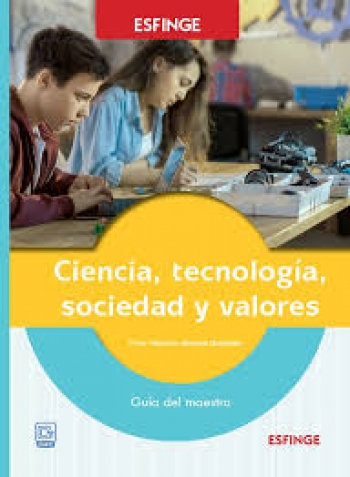 ESFINGE
Ciencia, tecnología,
sociedad y valores
Guía del maestro
ESFINGE